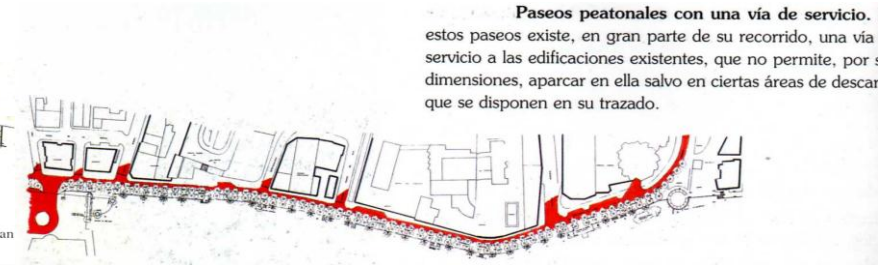 Paseos peatonales con una vía de servicio.
estos paseos existe, en gran parte de su recorrido, una vía
servicio a las edificaciones existentes, que no permite, por s
dimensiones, aparcar en ella salvo en ciertas áreas de descar
que se disponen en su trazado.
an